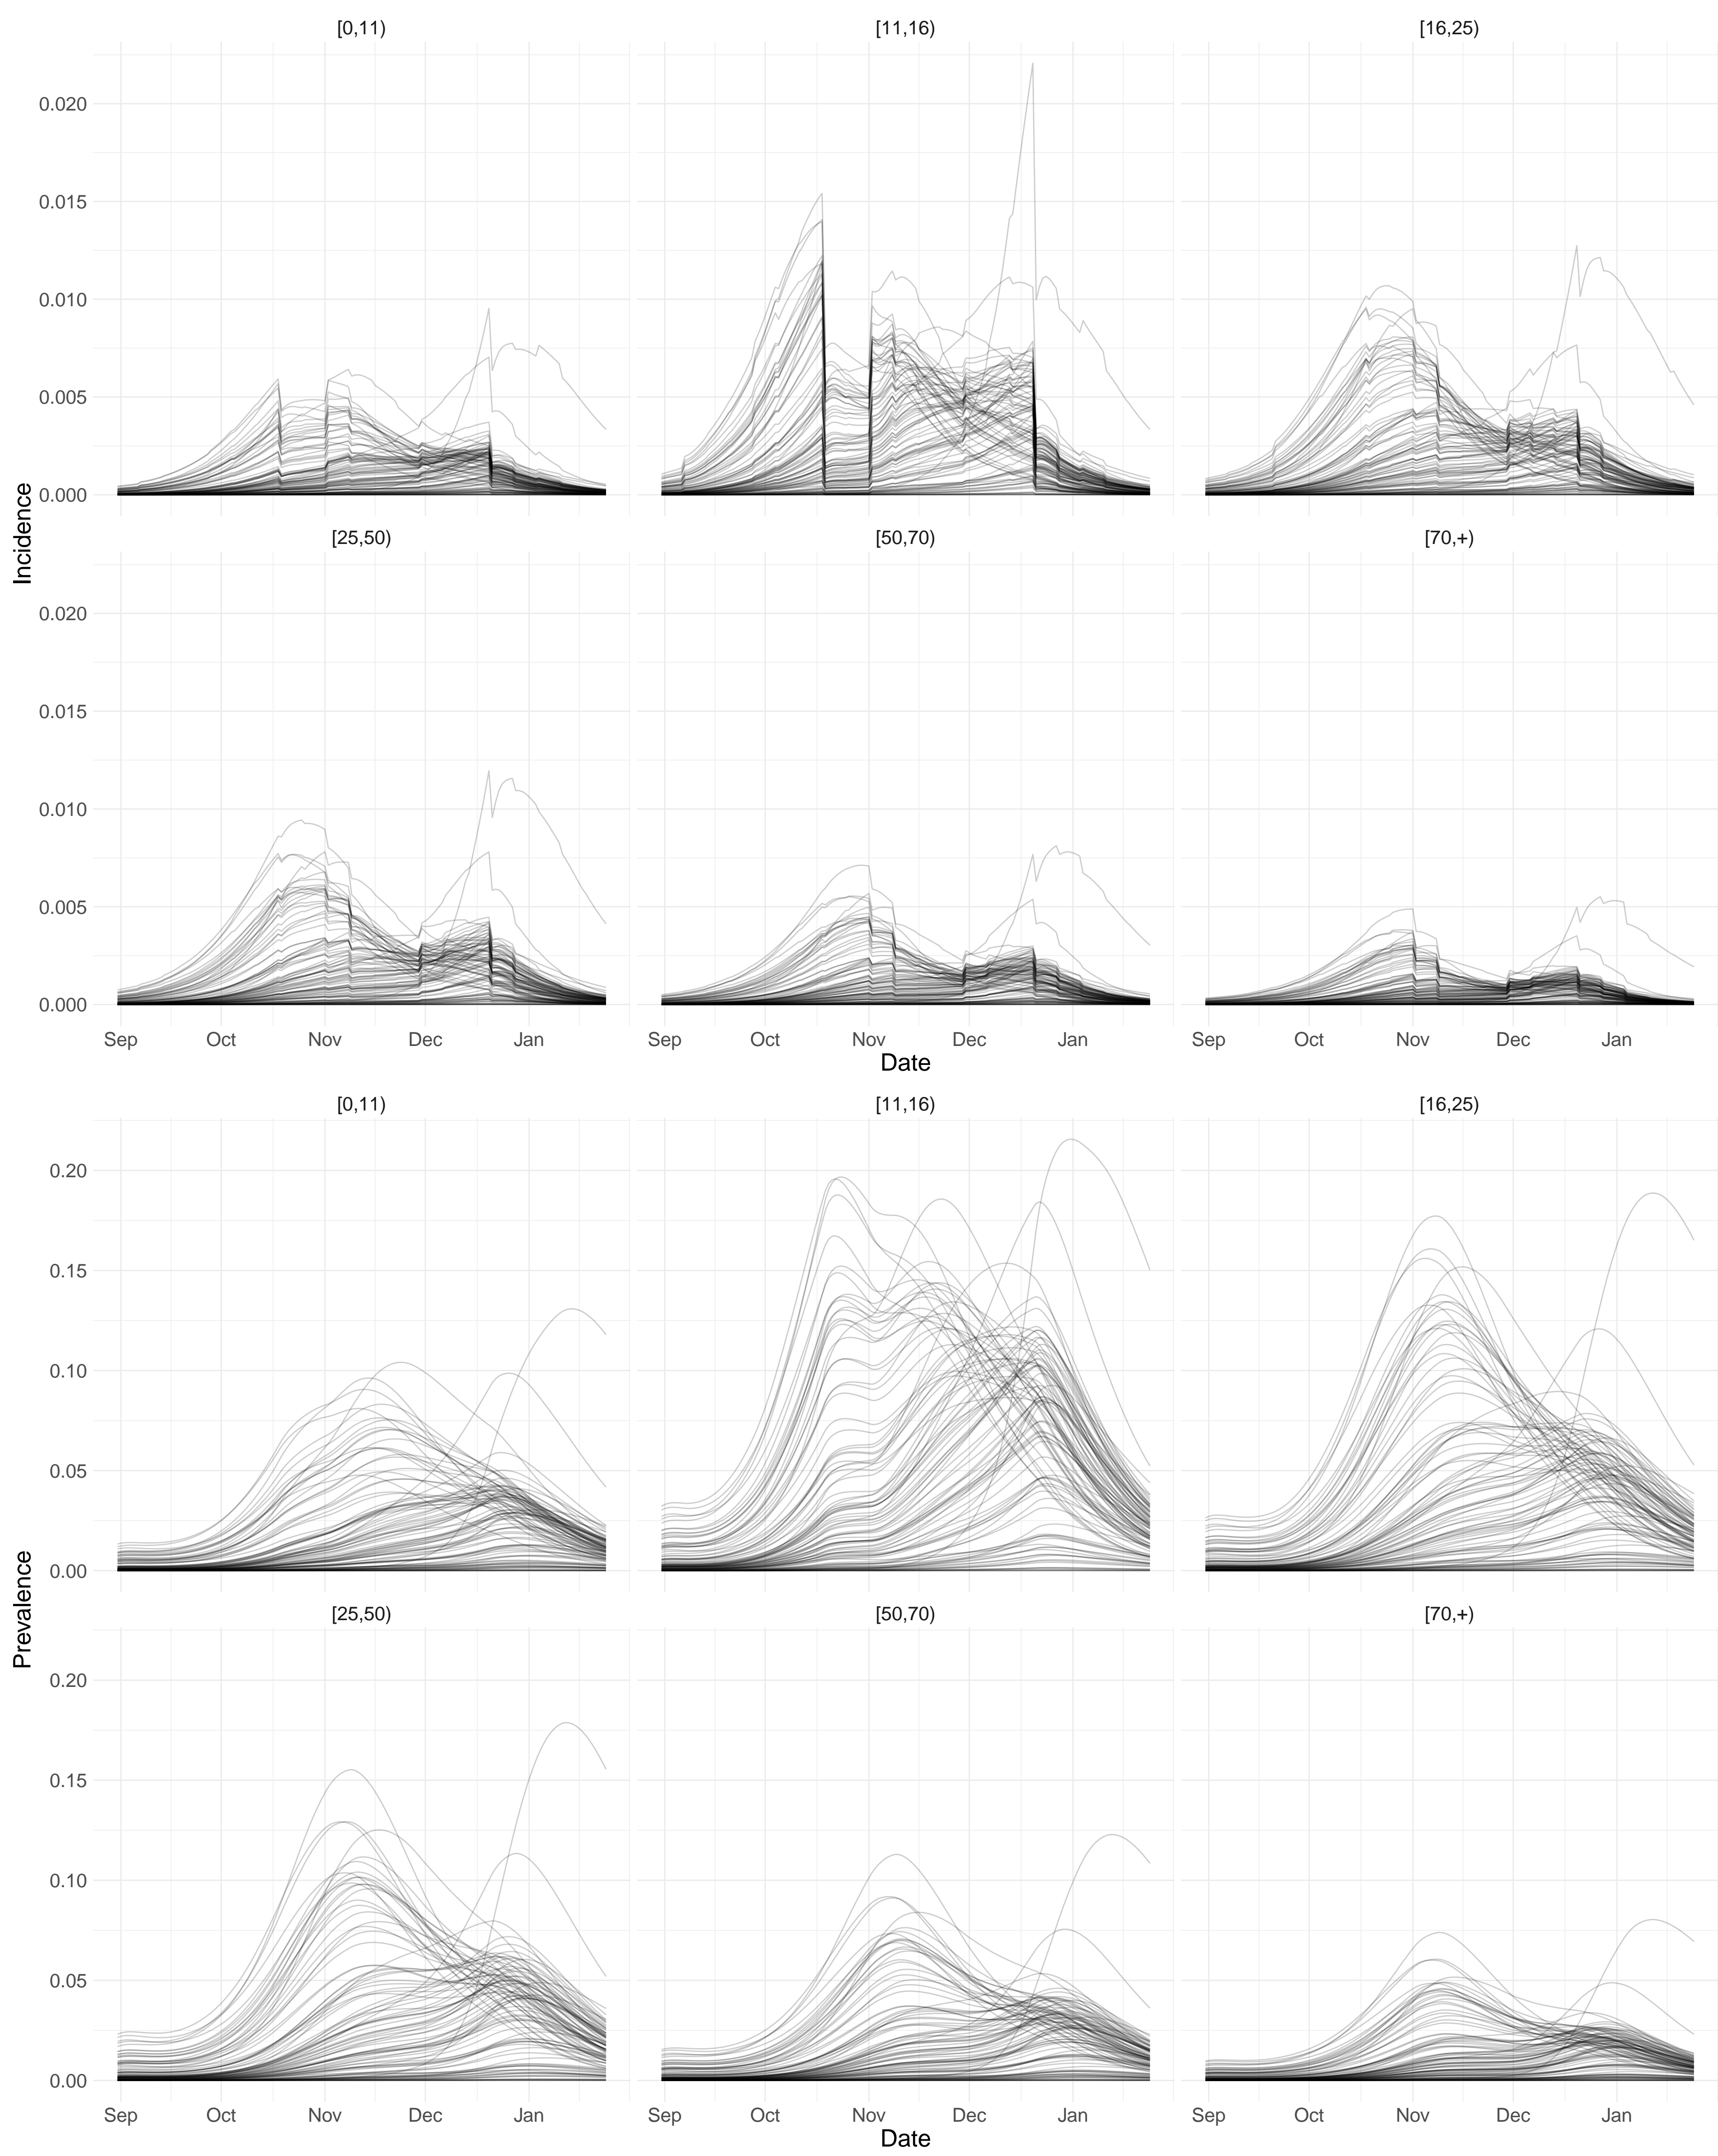 [0,11) [11,16) [16,25)
0.020
0.015
0.010
0.005
0.000
[25,50) [50,70) [70,+)
0.020
0.015
0.010
0.005
0.000
Incidence
Sep Oct Nov Dec Jan Sep Oct Nov Dec Jan Sep Oct Nov Dec Jan
Date
[0,11) [11,16) [16,25)
0.20
0.15
0.10
0.05
0.00
[25,50) [50,70) [70,+)
0.20
0.15
0.10
0.05
0.00
Prevalence
Sep Oct Nov Dec Jan Sep Oct Nov Dec Jan Sep Oct Nov Dec Jan
Date